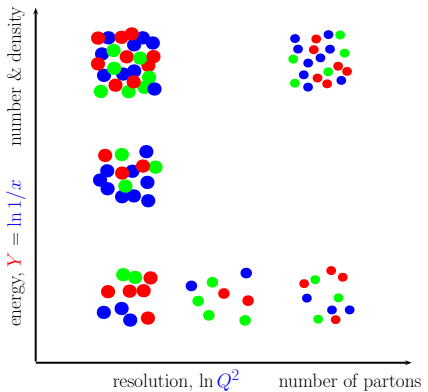 number & density
energy, Y = ln 1/x
resolution, ln Q²
number of partons